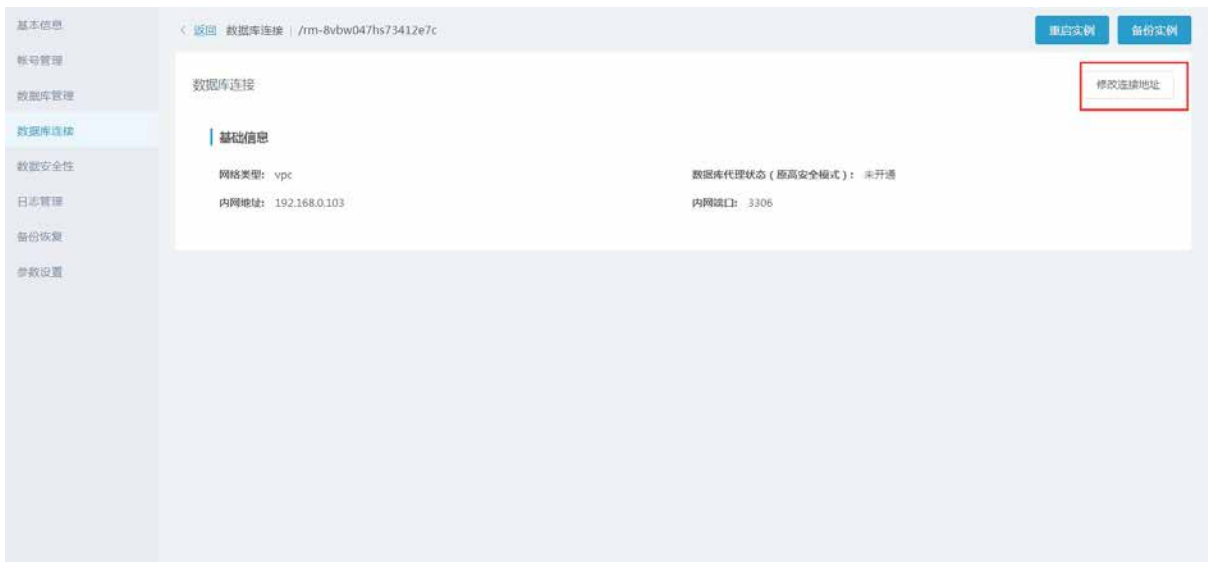 基本信息
帐号管理
数据库管理
数据库连接
数据安全性
日志管理
备份恢复
参数设置
< 返回 数据库连接 | /rm-8vbw047hs73412e7c
重启实例 备份实例
数据库连接
修改连接地址
基础信息
网络类型: vpc
数据库代理状态 ( 原高安全模式 ) : 未开通
内网地址: 192.168.0.103
内网端口: 3306